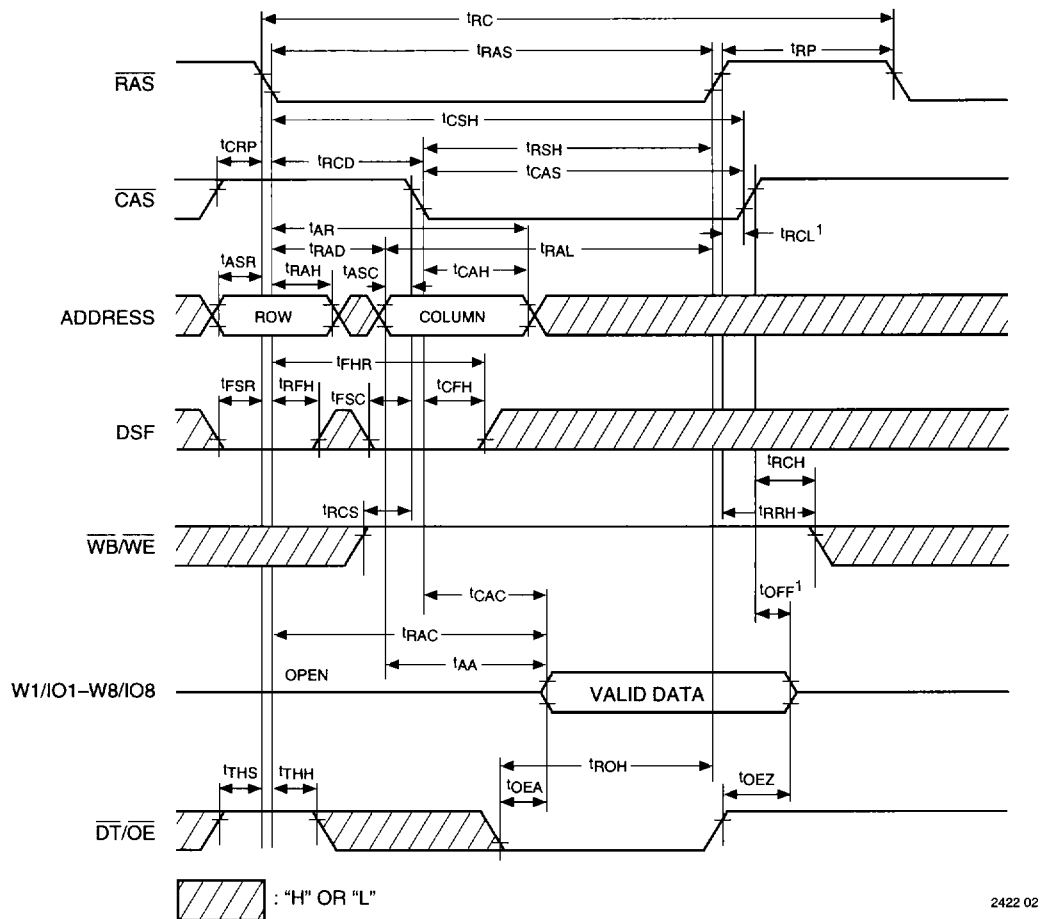 tRC
tRAS
tRP
RAS
tCSH
tCRP
tRCD
tRSH
tCAS
CAS
tRCL1
tAR
tRAD
tRAL
tASR
tRAH
tASC
tCAH
ADDRESS
ROW
COLUMN
tFHR
tFSR
tRFH
tFSC
tCFH
DSF
tRCH
tRCS
tRRH
WB/WE
tCAC
tOFF1
tRAC
tAA
OPEN
W1/IO1–W8/IO8
VALID DATA
tROH
tTHS
tTHH
tOEA
tOEZ
DT/OE
: "H" OR "L"
2422 02